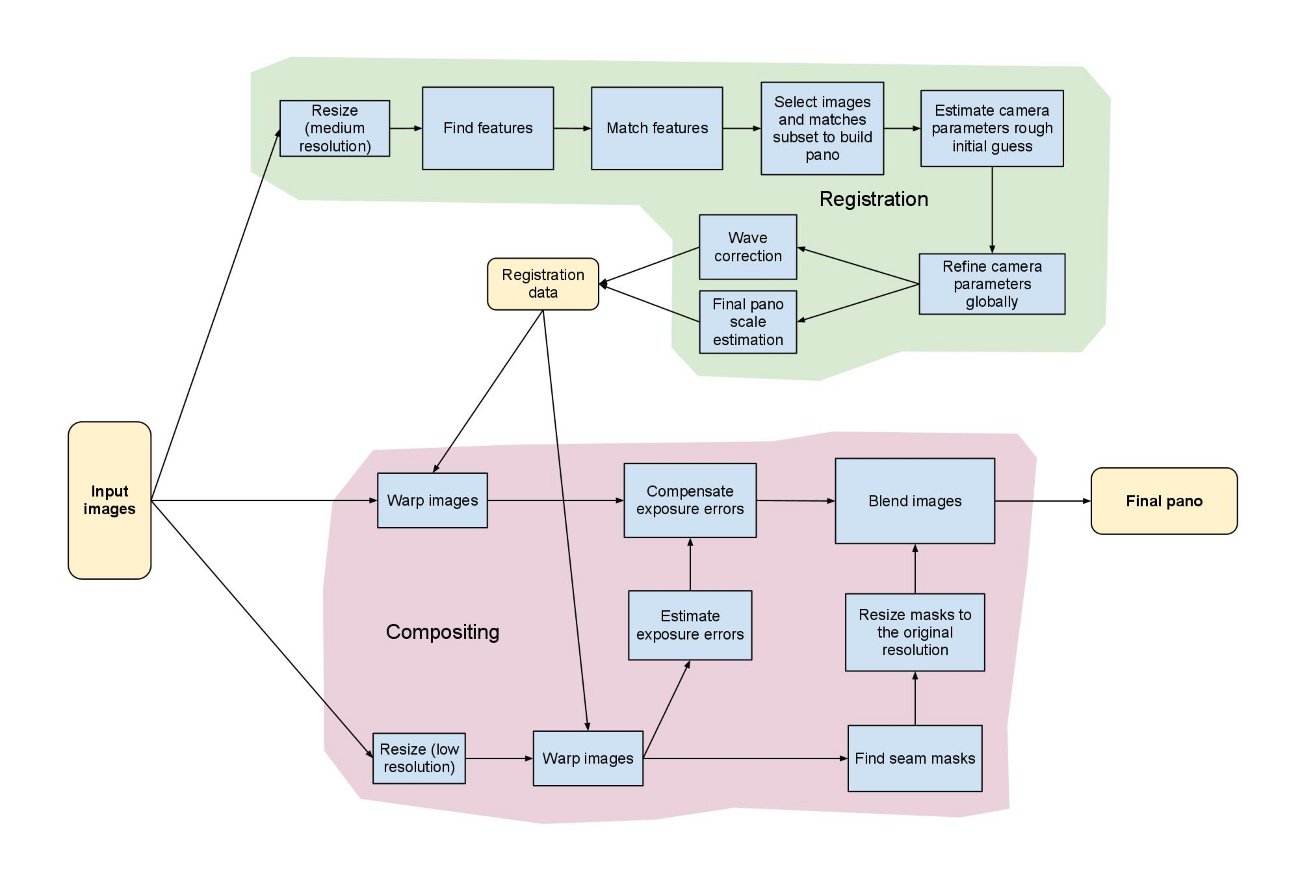 Resize
(medium
resolution)
Find features
Match features
Select images
and matches
subset to build
pano
Estimate camera
parameters rough
initial guess
Registration
Wave
correction
Refine camera
parameters
globally
Registration
data
Final pano
scale
estimation
Input
images
Warp images
Compensate
exposure errors
Blend images
Final pano
Compositing
Estimate
exposure errors
Resize masks to
the original
resolution
Resize (low
resolution)
Warp images
Find seam masks